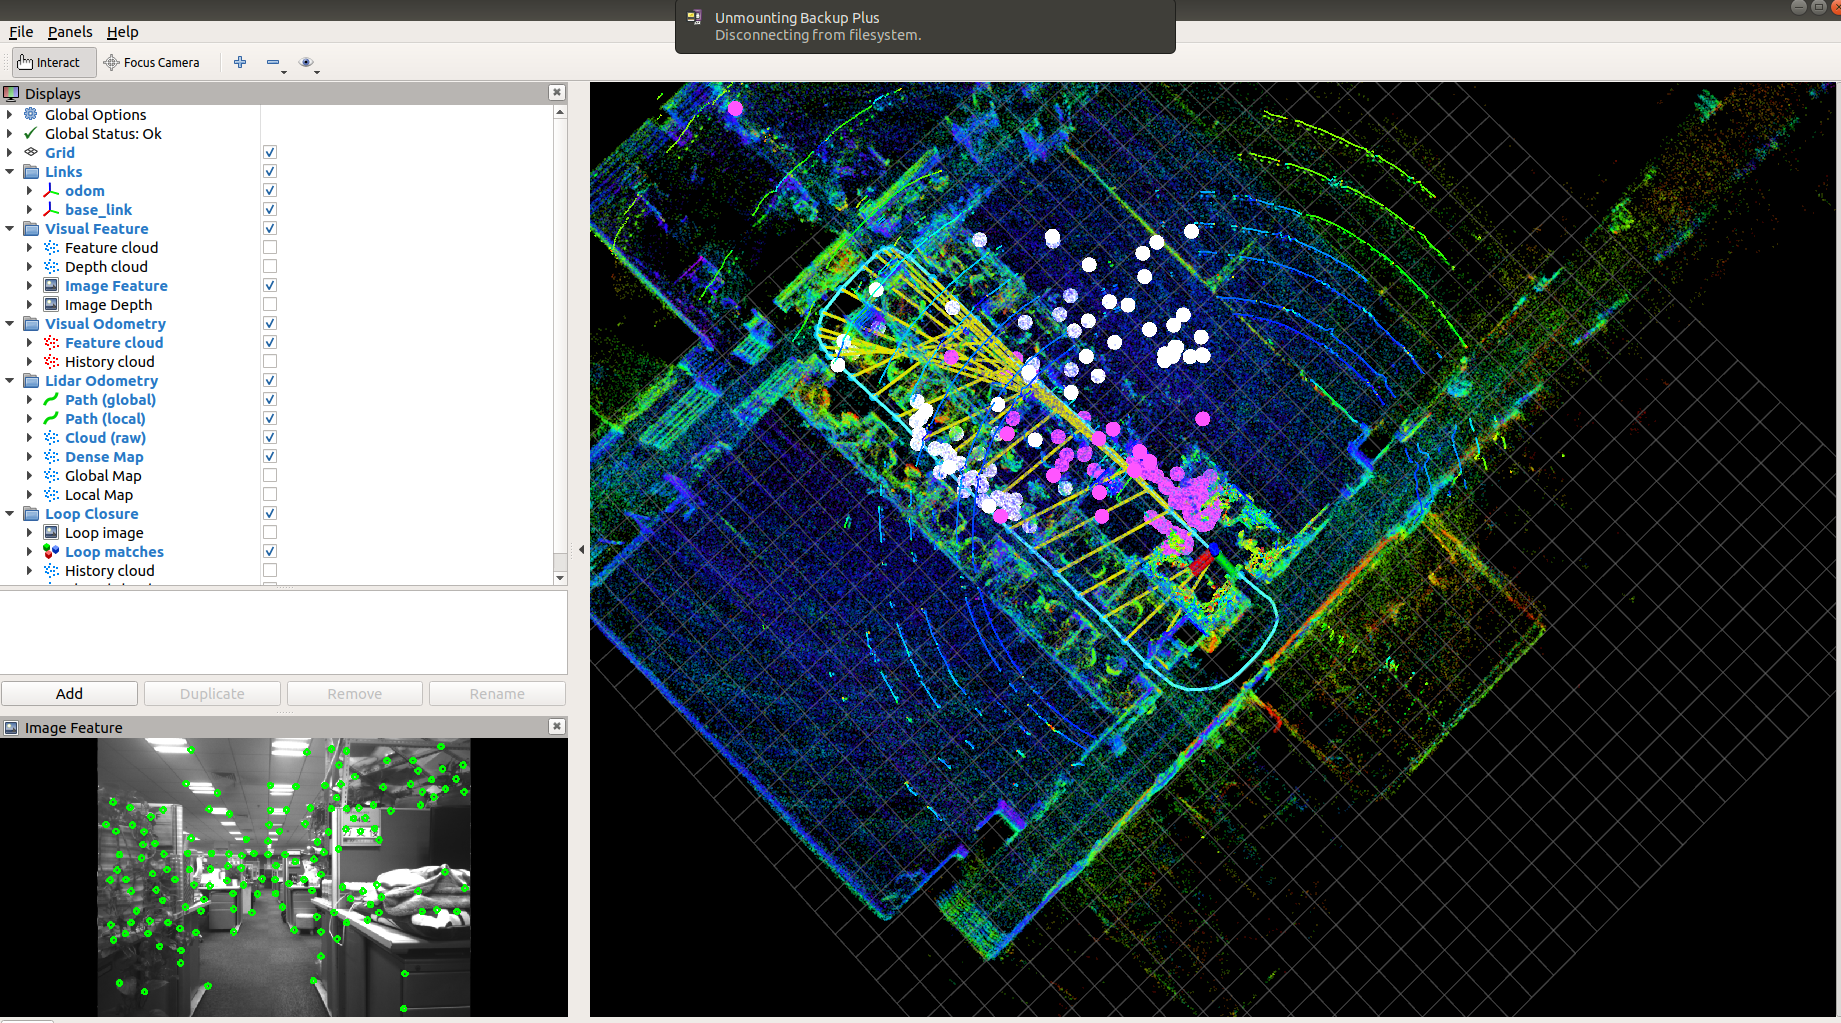 Unmounting Backup Plus
Disconnecting from filesystem.
File Panels Help
Interact Focus Camera
Displays
Global Options
Global Status: Ok
Grid
Links
odom
base_link
Visual Feature
Feature cloud
Depth cloud
Image Feature
Image Depth
Visual Odometry
Feature cloud
History cloud
Lidar Odometry
Path (global)
Path (local)
Cloud (raw)
Dense Map
Global Map
Local Map
Loop Closure
Loop image
Loop matches
History cloud
Add Duplicate Remove Rename
Image Feature